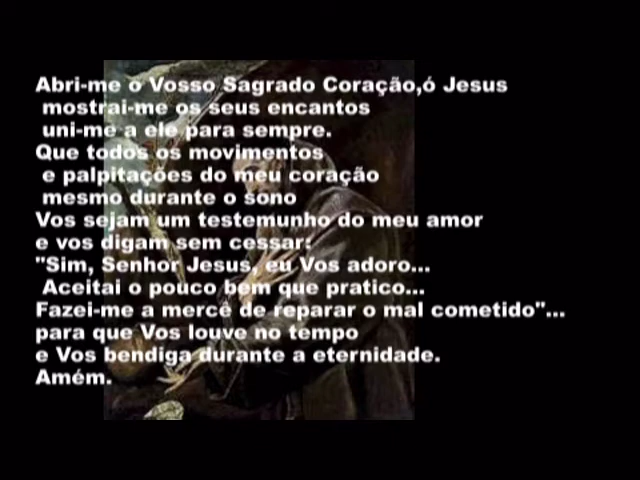 Abri-me o Vosso Sagrado Coração,ó Jesus
mostrai-me os seus encantos
uni-me a ele para sempre.
Que todos os movimentos
e palpitações do meu coração
mesmo durante o sono
Vos sejam um testemunho do meu amor
e vos digam sem cessar:
"Sim, Senhor Jesus, eu Vos adoro...
Aceitai o pouco bem que pratico...
Fazei-me a mercê de reparar o mal cometido"...
para que Vos louve no tempo
e Vos bendiga durante a eternidade.
Amém.